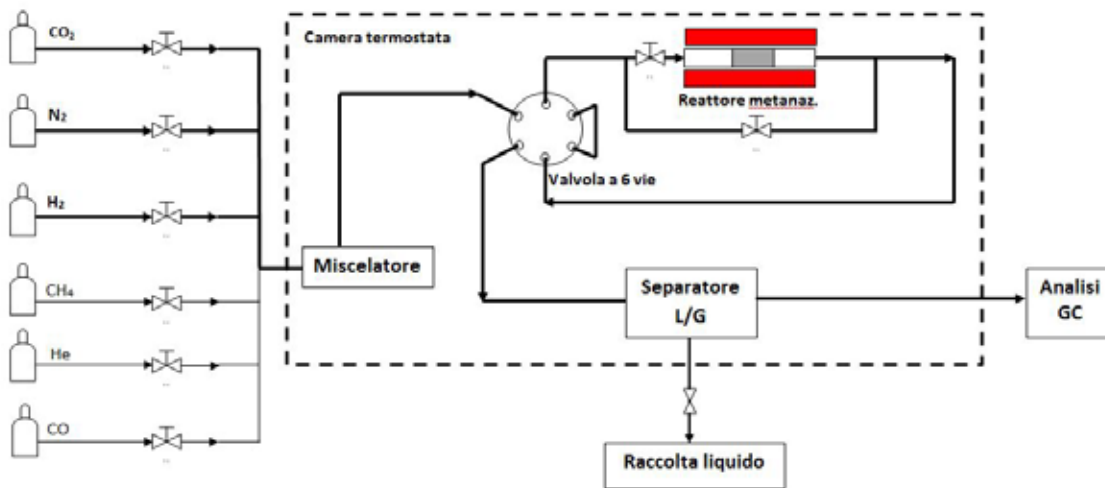 CO₂
N₂
H₂
CH₄
He
CO
Camera termostata
Reattore metanaz.
Valvola a 6 vie
Miscelatore
Separatore
L/G
Analisi
GC
Raccolta liquido